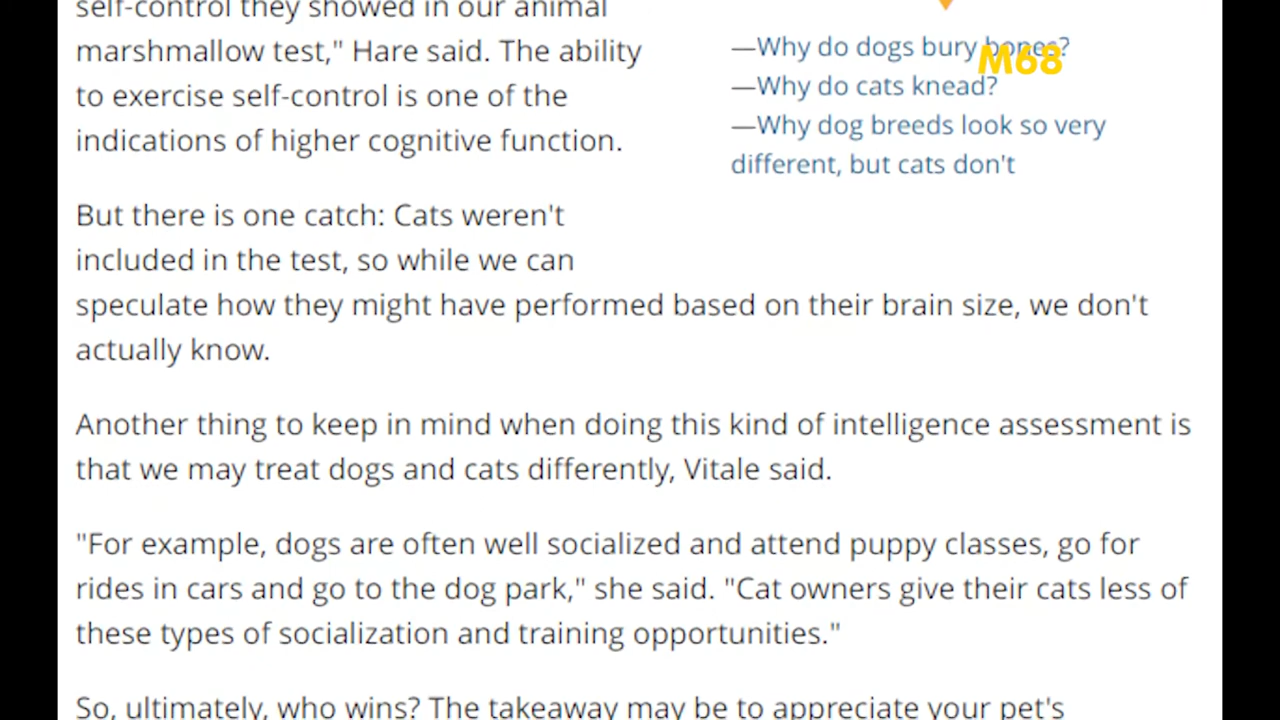 self-control they showed in our animal
marshmallow test," Hare said. The ability
to exercise self-control is one of the
indications of higher cognitive function.
—Why do dogs bury bones?
M68
—Why do cats knead?
—Why dog breeds look so very
different, but cats don't
But there is one catch: Cats weren't
included in the test, so while we can
speculate how they might have performed based on their brain size, we don't
actually know.
Another thing to keep in mind when doing this kind of intelligence assessment is
that we may treat dogs and cats differently, Vitale said.
"For example, dogs are often well socialized and attend puppy classes, go for
rides in cars and go to the dog park," she said. "Cat owners give their cats less of
these types of socialization and training opportunities."
So, ultimately, who wins? The takeaway may be to appreciate your pet's